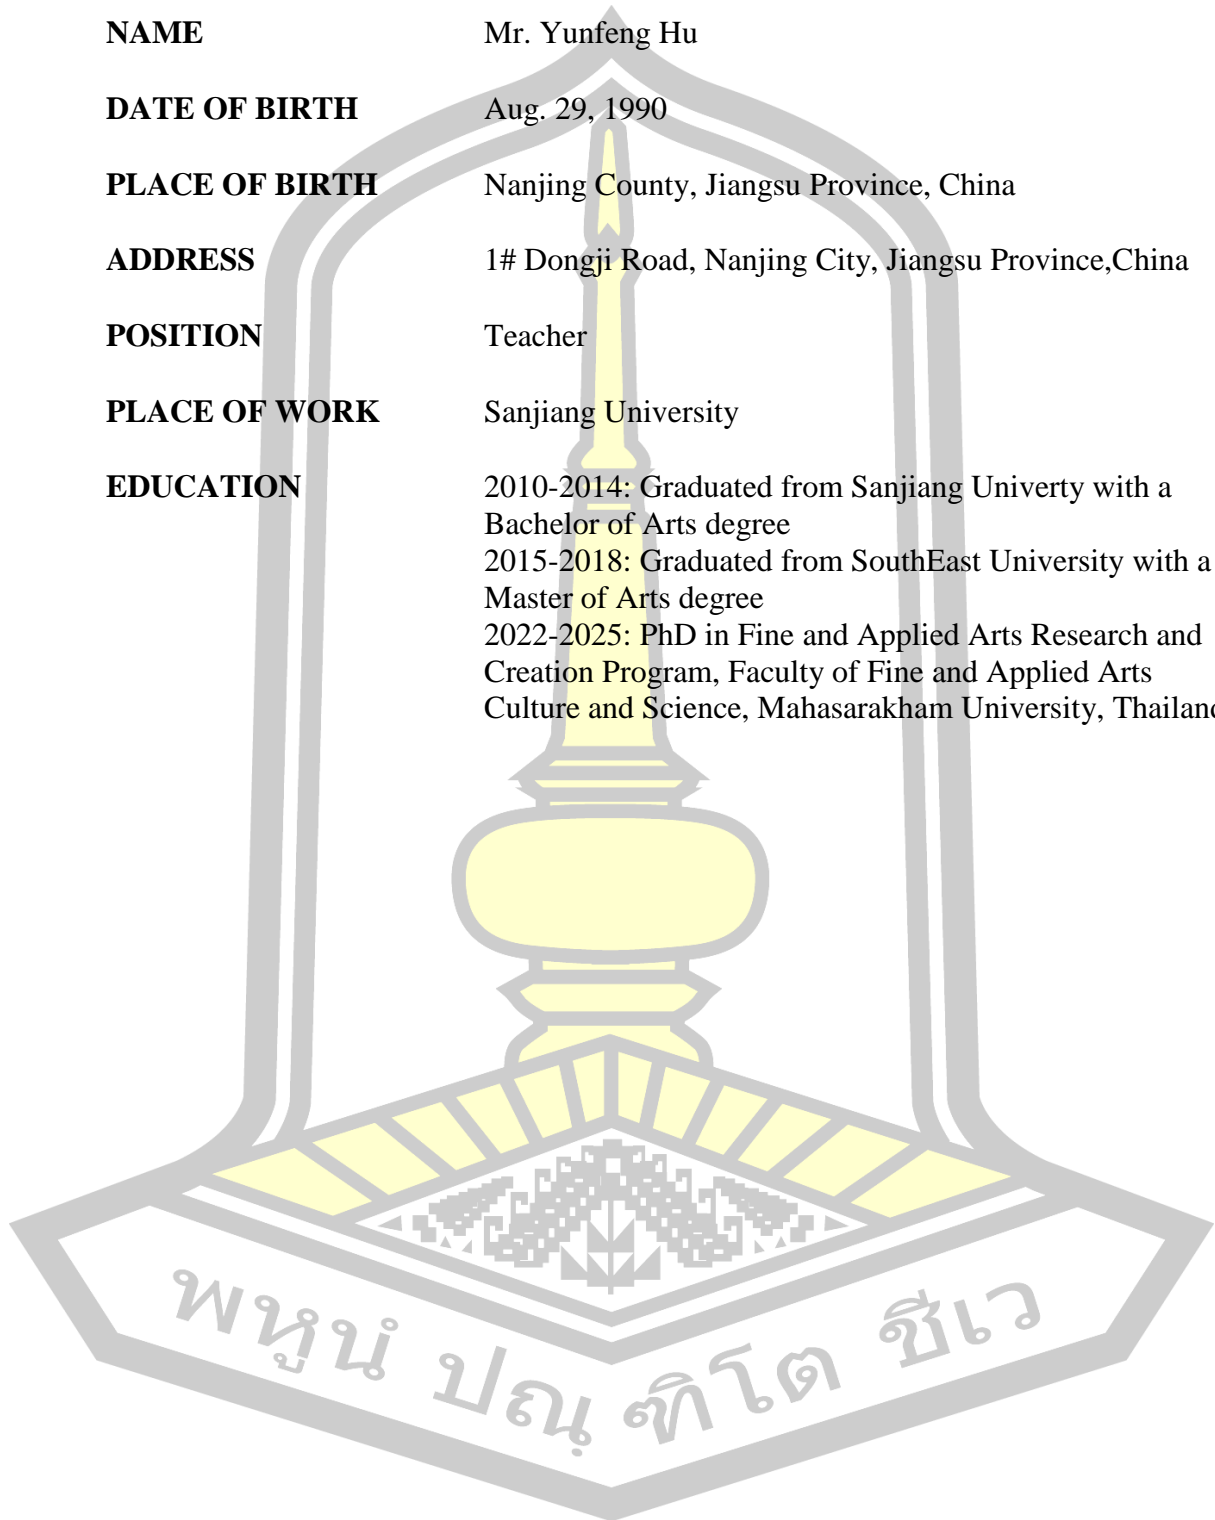 NAME Mr. Yunfeng Hu
DATE OF BIRTH Aug. 29, 1990
PLACE OF BIRTH Nanjing County, Jiangsu Province, China
ADDRESS 1# Dongji Road, Nanjing City, Jiangsu Province,China
POSITION Teacher
PLACE OF WORK Sanjiang University
EDUCATION 2010-2014: Graduated from Sanjiang Univerty with a
Bachelor of Arts degree
2015-2018: Graduated from SouthEast University with a
Master of Arts degree
2022-2025: PhD in Fine and Applied Arts Research and
Creation Program, Faculty of Fine and Applied Arts
Culture and Science, Mahasarakham University, Thailand
พหูนํ ปณฺฑิโต ชีเว